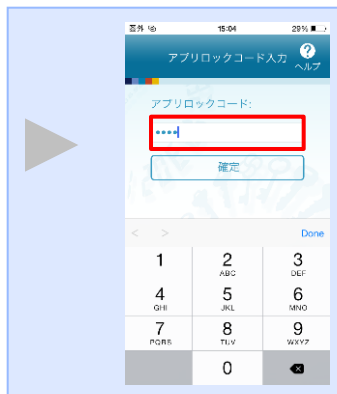 圏外
15:04
29%
アプリロックコード入力
?
ヘルプ
アプリロックコード:
••••
確定
< >
Done
1
2
ABC
3
DEF
4
GHI
5
JKL
6
MNO
7
PQRS
8
TUV
9
WXYZ
0